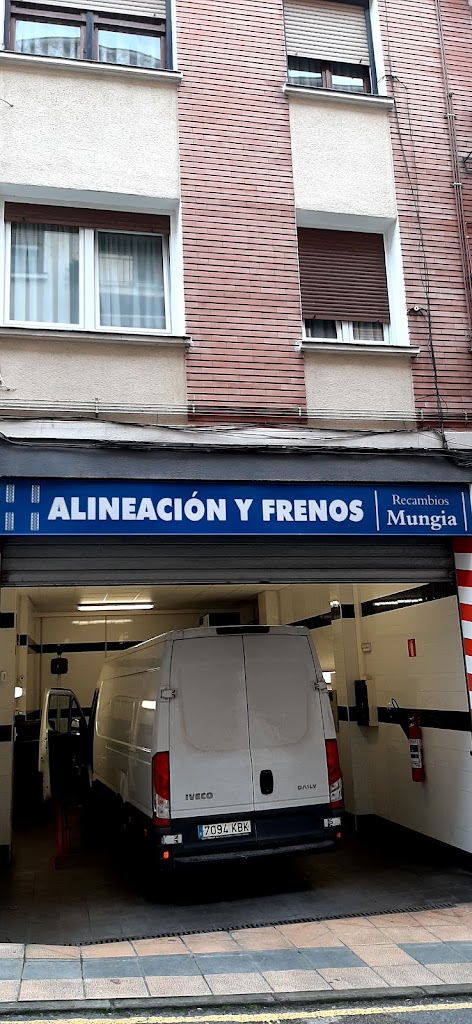 ALINEACIÓN Y FRENOS
Recambios
Mungia
IVECO
DAILY
7094 KBK